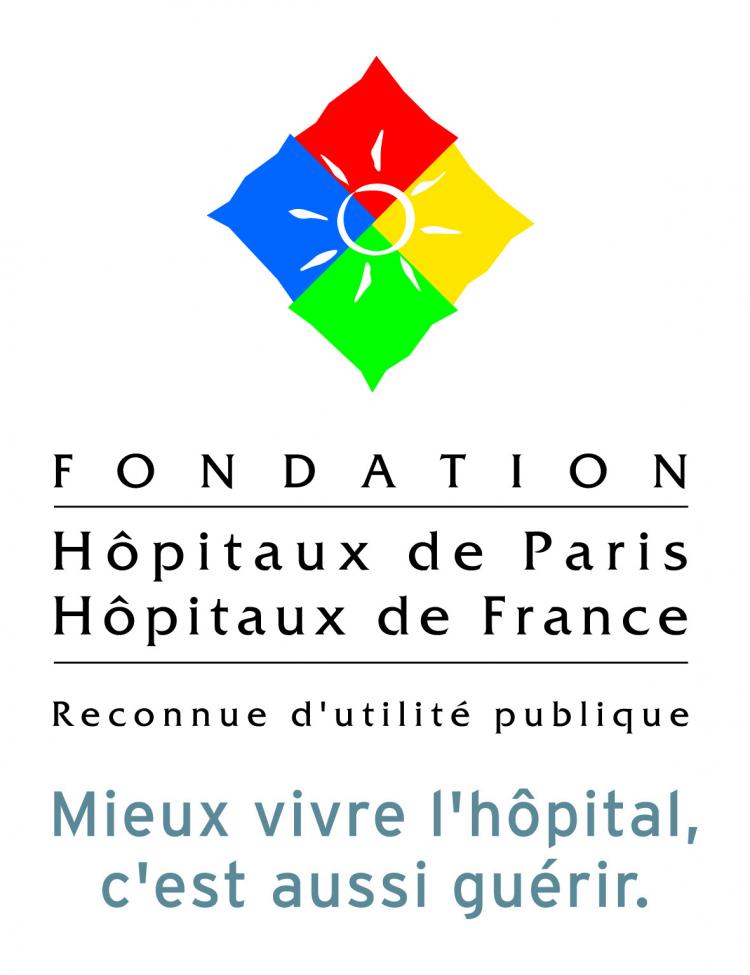 FONDATION
Hôpitaux de Paris
Hôpitaux de France
Reconnue d'utilité publique
Mieux vivre l'hôpital,
c'est aussi guérir.